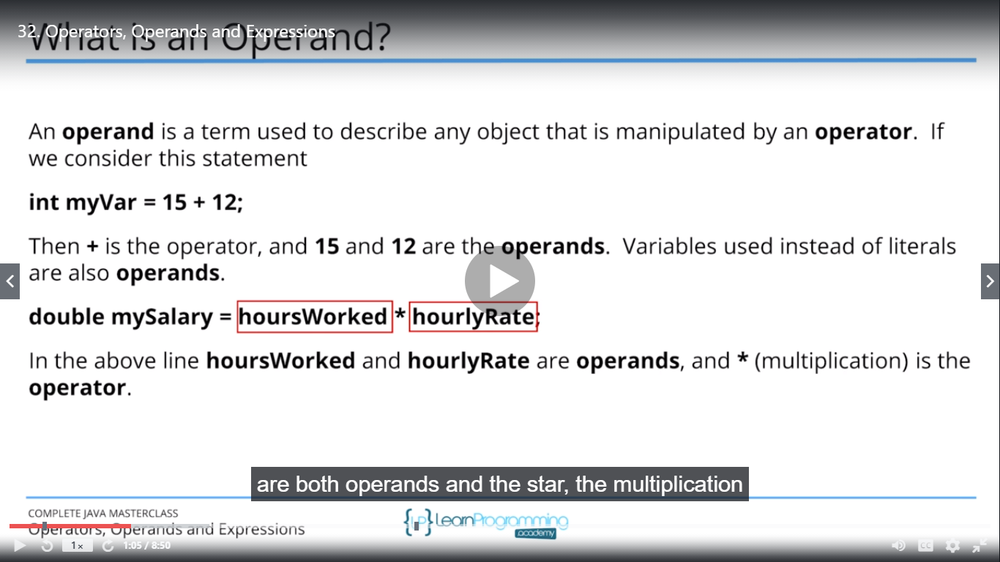 32. Operators, Operands and Expressions
What is an Operand?
An operand is a term used to describe any object that is manipulated by an operator. If
we consider this statement
int myVar = 15 + 12;
Then + is the operator, and 15 and 12 are the operands. Variables used instead of literals
are also operands.
double mySalary = hoursWorked * hourlyRate;
In the above line hoursWorked and hourlyRate are operands, and * (multiplication) is the
operator.
are both operands and the star, the multiplication
COMPLETE JAVA MASTERCLASS
Operators, Operands and Expressions
{LP} LearnProgramming
academy
1x
1:05 / 8:50
CC